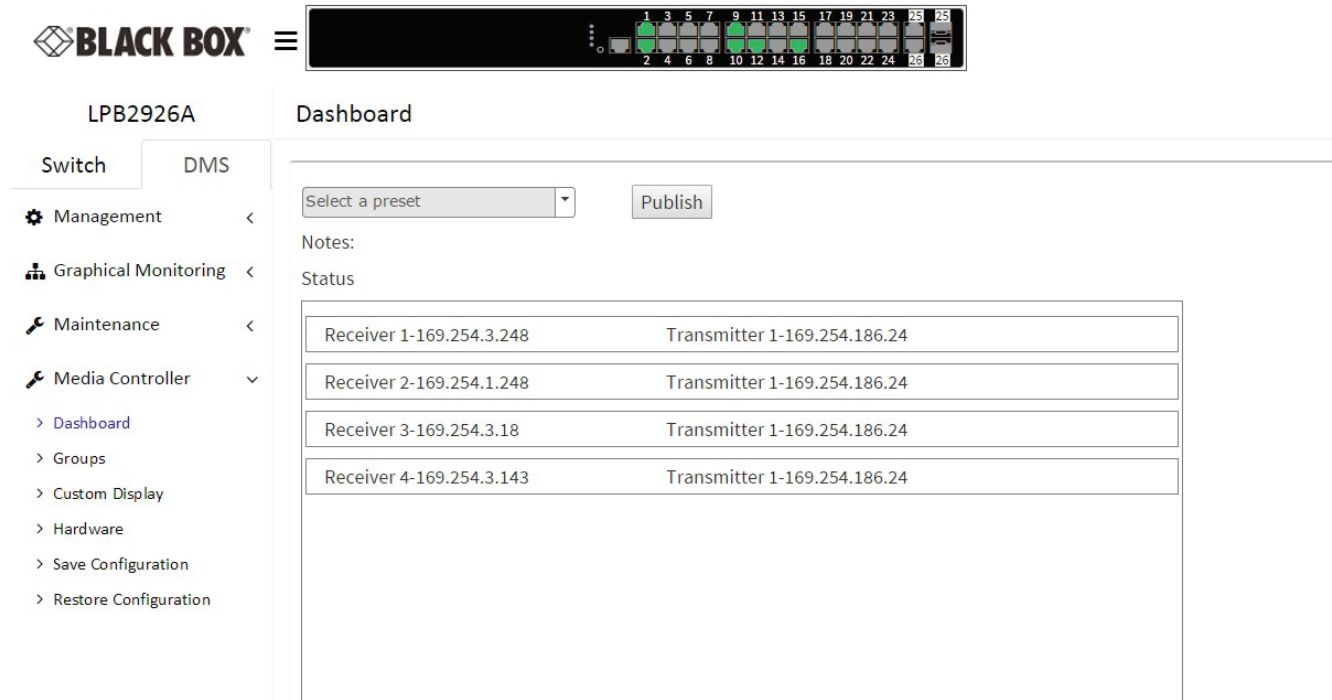 BLACK BOX
1 3 5 7 9 11 13 15 17 19 21 23 25 25
2 4 6 8 10 12 14 16 18 20 22 24 26 26
LPB2926A
Dashboard
Switch
DMS
Select a preset
Publish
Management
Notes:
Graphical Monitoring
Status
Maintenance
Receiver 1-169.254.3.248 Transmitter 1-169.254.186.24
Media Controller
Receiver 2-169.254.1.248 Transmitter 1-169.254.186.24
Dashboard
Receiver 3-169.254.3.18 Transmitter 1-169.254.186.24
Groups
Receiver 4-169.254.3.143 Transmitter 1-169.254.186.24
Custom Display
Hardware
Save Configuration
Restore Configuration